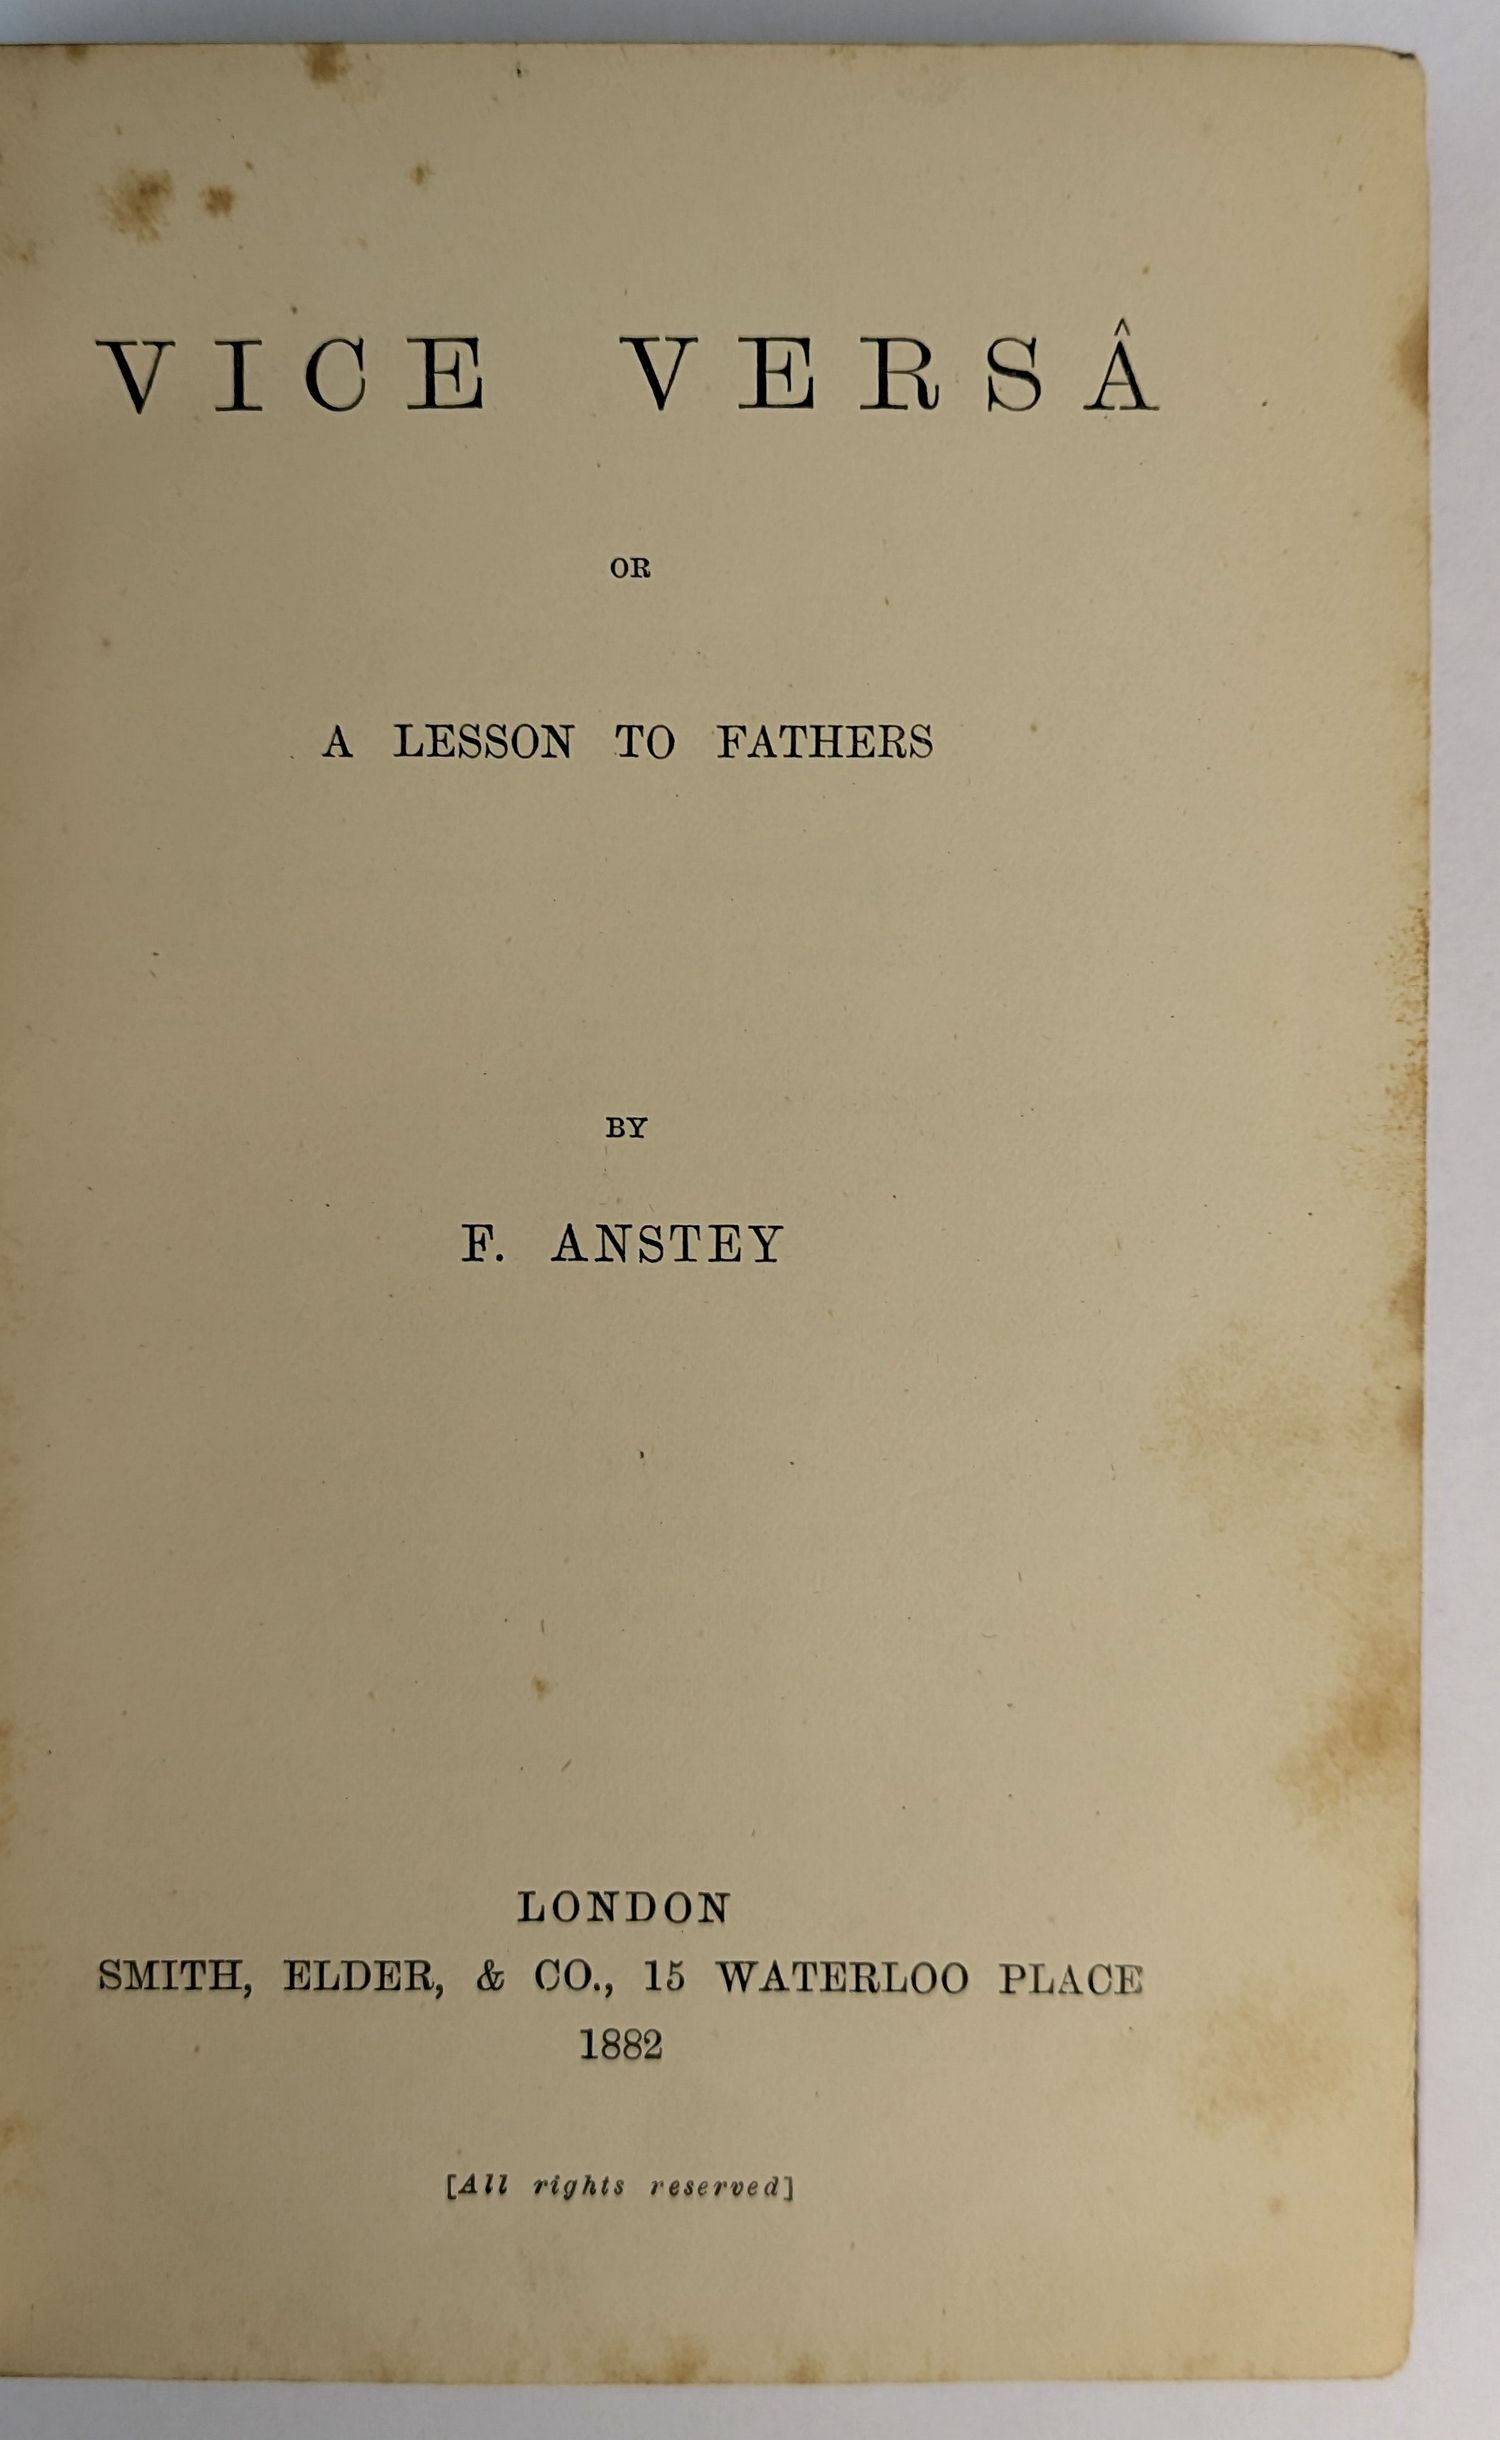 VICE VERSÂ
OR
A LESSON TO FATHERS
BY
F. ANSTEY
LONDON
SMITH, ELDER, & CO., 15 WATERLOO PLACE
1882
[All rights reserved]